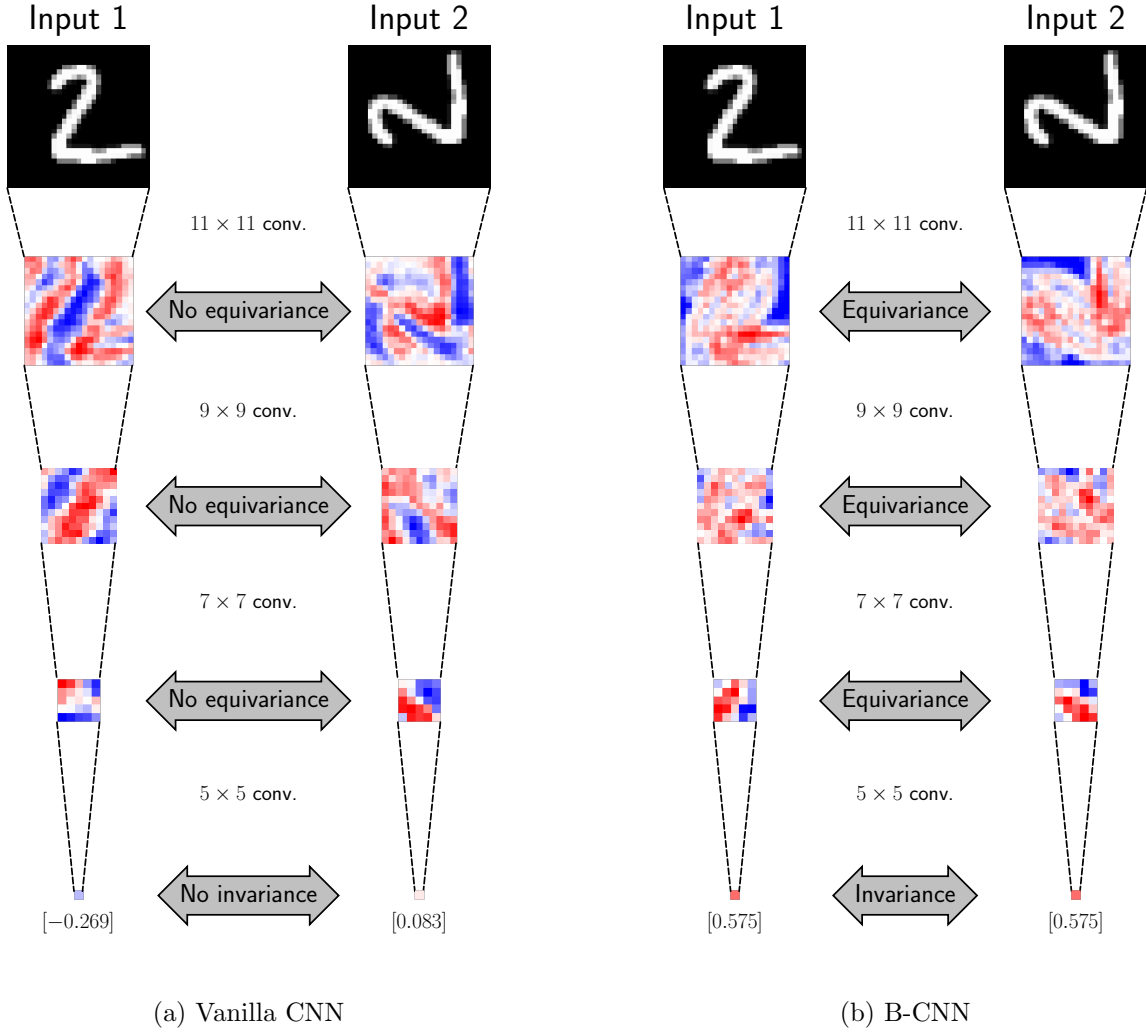 Input 1
Input 2
Input 1
Input 2
11 × 11 conv.
11 × 11 conv.
No equivariance
Equivariance
9 × 9 conv.
9 × 9 conv.
No equivariance
Equivariance
7 × 7 conv.
7 × 7 conv.
No equivariance
Equivariance
5 × 5 conv.
5 × 5 conv.
No invariance
Invariance
[−0.269]
[0.083]
[0.575]
[0.575]
(a) Vanilla CNN
(b) B-CNN